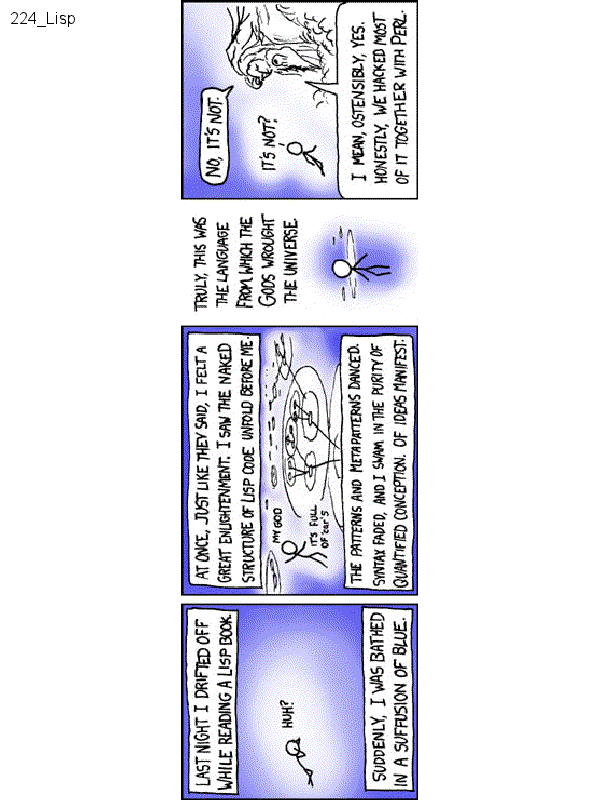 224_Lisp
LAST NIGHT I DRIFTED OFF
WHILE READING A LISP BOOK.
HUH?
SUDDENLY, I WAS BATHED
IN A SUFFUSION OF BLUE.
AT ONCE, JUST LIKE THEY SAID, I FELT A
GREAT ENLIGHTENMENT. I SAW THE NAKED
STRUCTURE OF LISP CODE UNFOLD BEFORE ME.
MY GOD
IT'S FULL
OF 'CAR'S
THE PATTERNS AND METAPATTERNS DANCED.
SYNTAX FADED, AND I SWAM IN THE PURITY OF
QUANTIFIED CONCEPTION. OF IDEAS MANIFEST.
TRULY, THIS WAS
THE LANGUAGE
FROM WHICH THE
GODS WROUGHT
THE UNIVERSE.
NO, IT'S NOT.
IT'S NOT?
I MEAN, OSTENSIBLY, YES.
HONESTLY, WE HACKED MOST
OF IT TOGETHER WITH PERL.